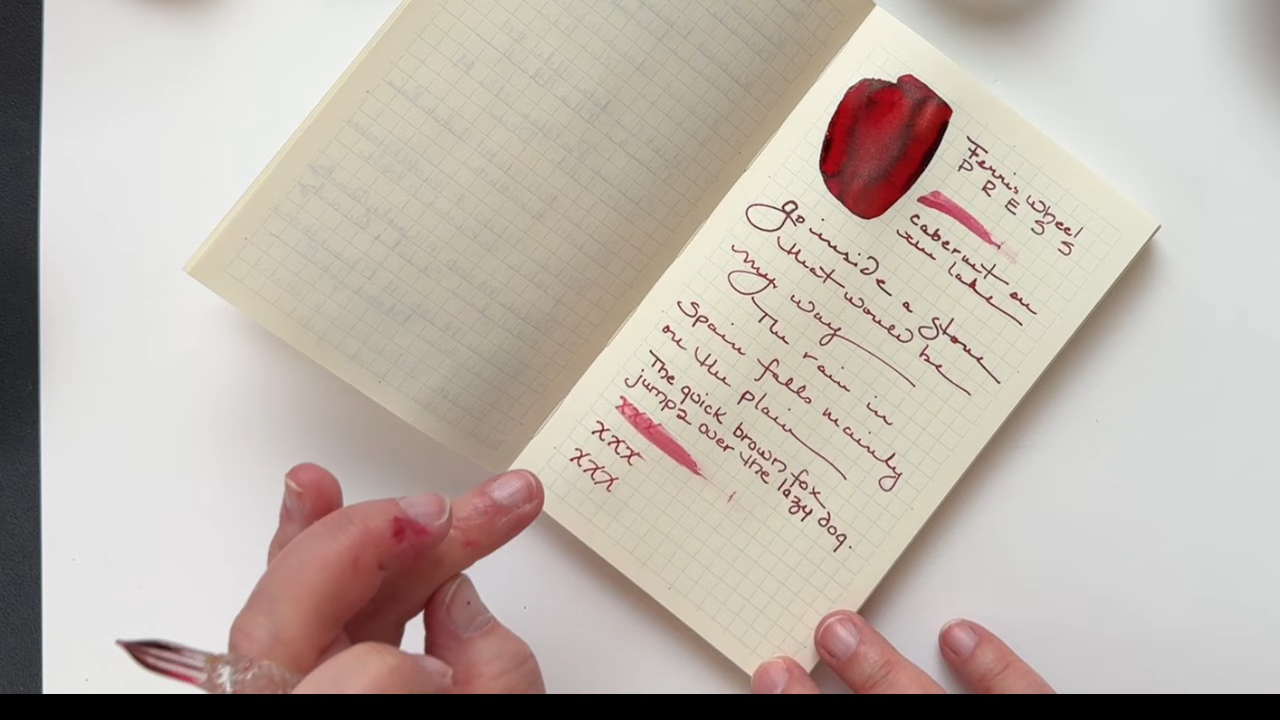 Ferris Wheel
PRESS
cabernet on
the lake
go inside a stone
that would be
my way
The rain in
Spain falls mainly
on the plain
The quick brown fox
jumps over the lazy dog.
xxx
xxx
xxx